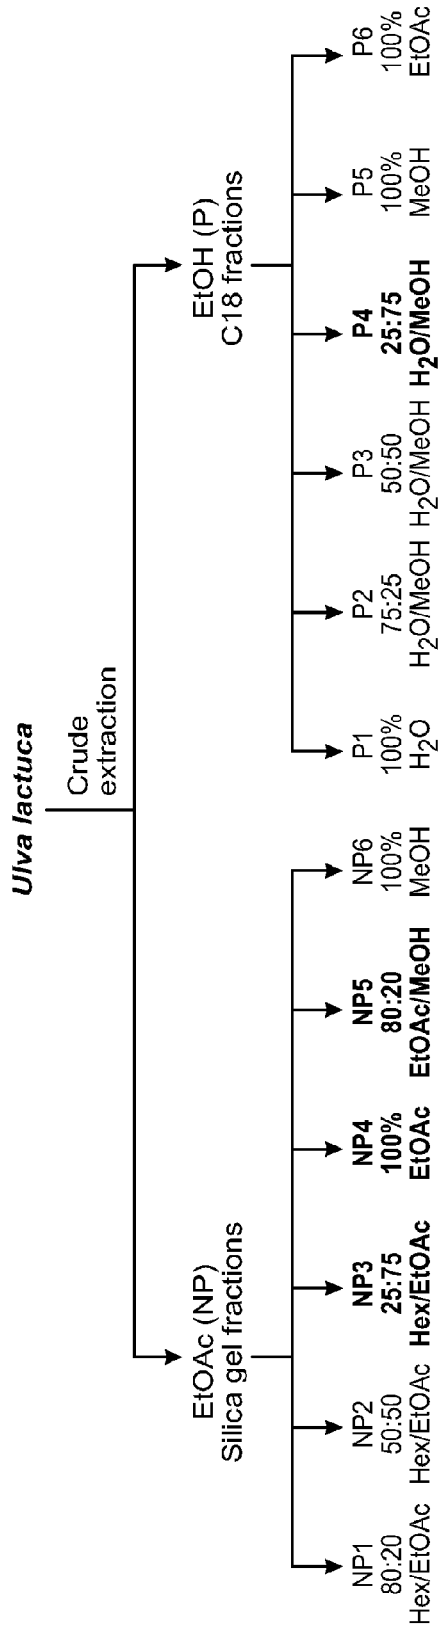 Ulva lactuca
Crude
extraction
EtOAc (NP)
Silica gel fractions
EtOH (P)
C18 fractions
NP1
80:20
Hex/EtOAc
NP2
50:50
Hex/EtOAc
NP3
25:75
Hex/EtOAc
NP4
100%
EtOAc
NP5
80:20
EtOAc/MeOH
NP6
100%
MeOH
P1
100%
H₂O
P2
75:25
H₂O/MeOH
P3
50:50
H₂O/MeOH
P4
25:75
H₂O/MeOH
P5
100%
MeOH
P6
100%
EtOAc